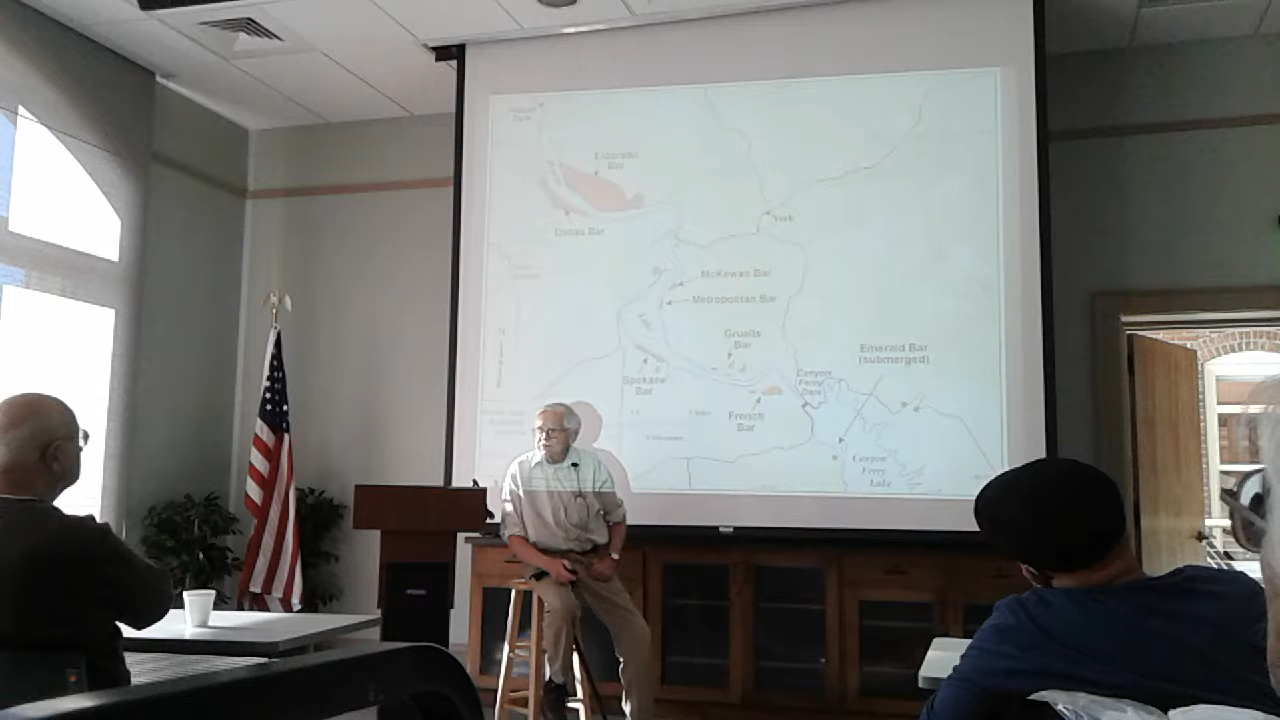 Eldorado
Bar
Danas Bar
York
McKewan Bar
Metropolitan Bar
Gruells
Bar
Emerald Bar
(submerged)
Spokane
Bar
Canyon
Ferry
Dam
French
Bar
Canyon
Ferry
Lake